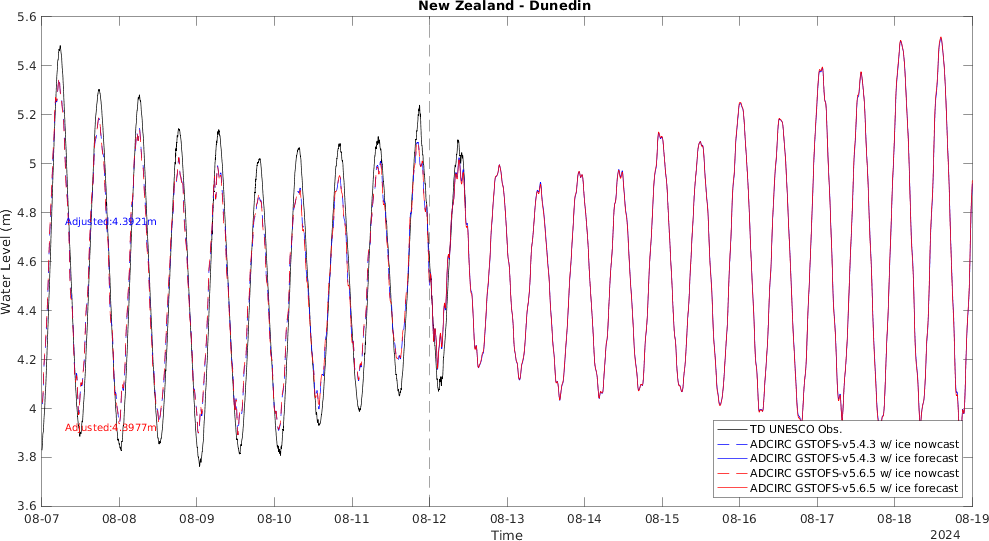 New Zealand - Dunedin
Water Level (m)
5.6
5.4
5.2
5
4.8
4.6
4.4
4.2
4
3.8
3.6
Adjusted:4.3921m
Adjusted:4.3977m
TD UNESCO Obs.
ADCIRC GSTOFS-v5.4.3 w/ ice nowcast
ADCIRC GSTOFS-v5.4.3 w/ ice forecast
ADCIRC GSTOFS-v5.6.5 w/ ice nowcast
ADCIRC GSTOFS-v5.6.5 w/ ice forecast
08-07 08-08 08-09 08-10 08-11 08-12 08-13 08-14 08-15 08-16 08-17 08-18 08-19
Time
2024